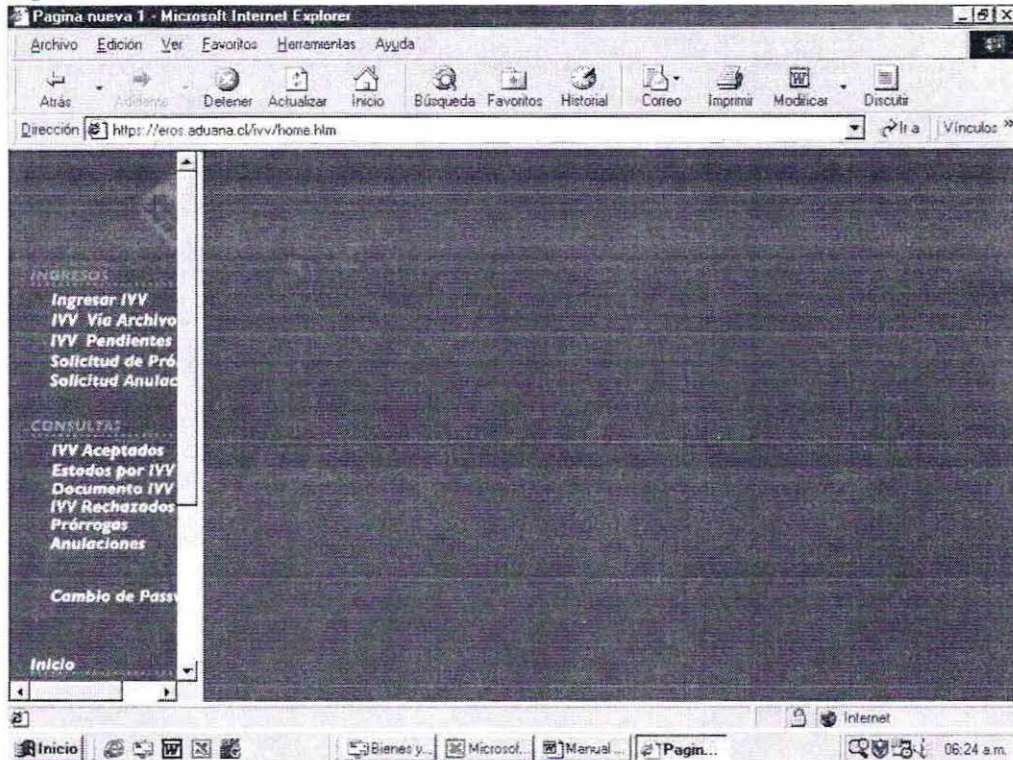 Pagina nueva 1 - Microsoft Internet Explorer
Archivo Edición Ver Favoritos Herramientas Ayuda
Atrás Adelante Detener Actualizar Inicio Búsqueda Favoritos Historial Correo Imprimir Modificar Discutir
Dirección https://eros.aduana.cl/ivv/home.htm Ir a Vínculos »
INGRESOS
Ingresar IVV
IVV Vía Archivo
IVV Pendientes
Solicitud de Pró
Solicitud Anulac
CONSULTAS
IVV Aceptados
Estados por IVV
Documento IVV
IVV Rechazados
Prórrogas
Anulaciones
Cambio de Passv
Inicio
Internet
Inicio Bienes y... Microsof... Manual ... Pagin... 06:24 a.m.